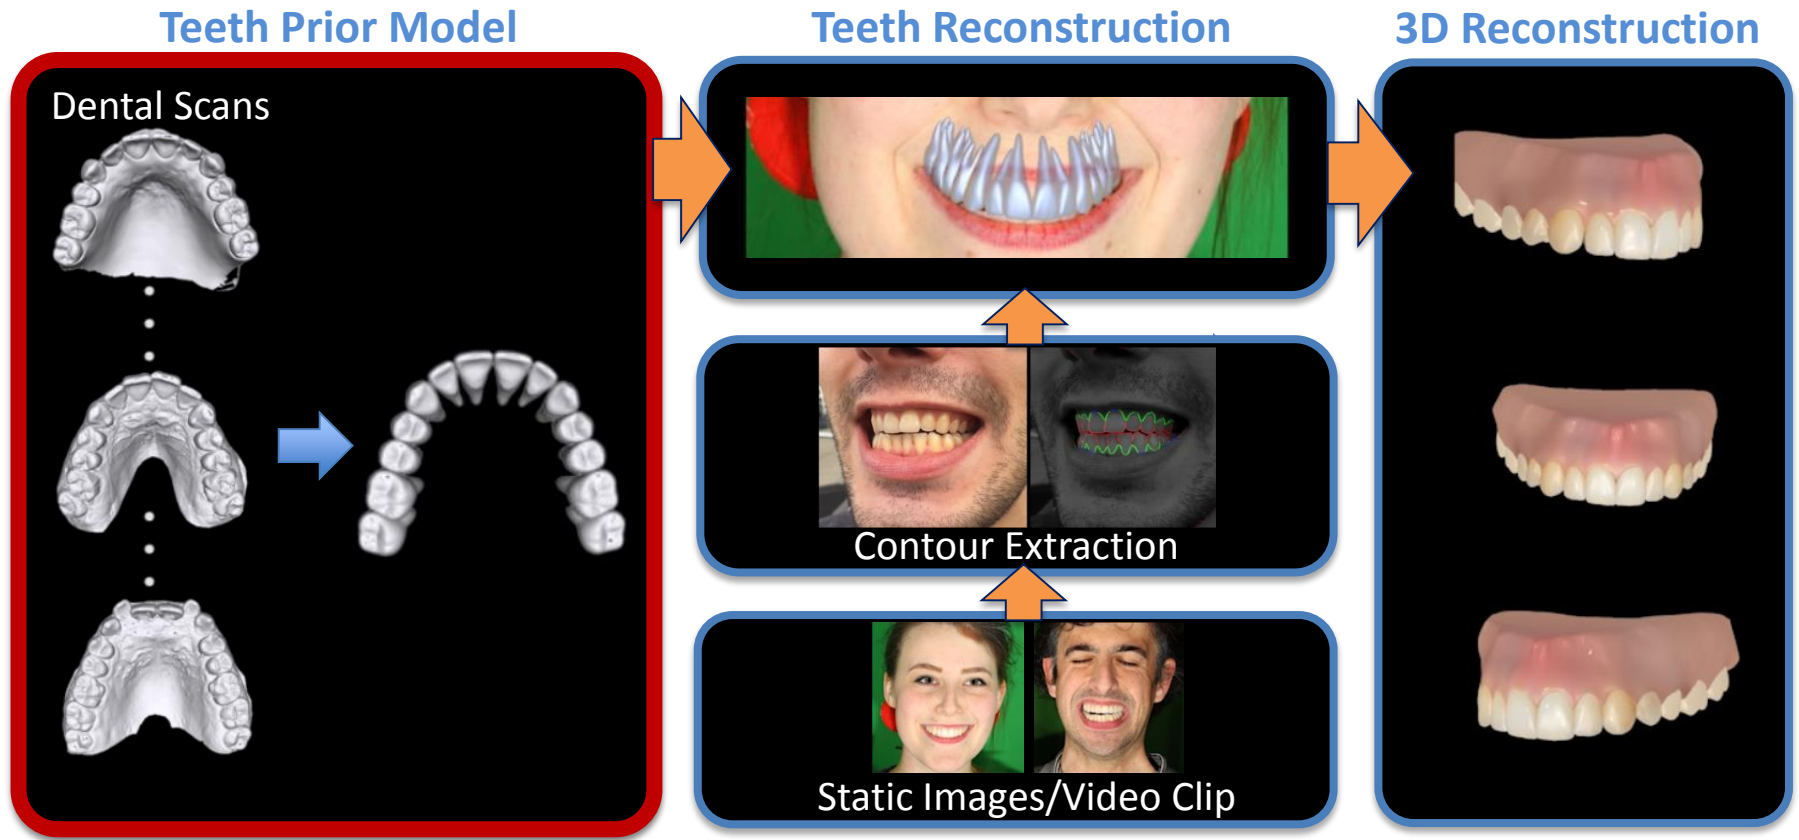 Teeth Prior Model
Teeth Reconstruction
3D Reconstruction
Dental Scans
Contour Extraction
Static Images/Video Clip